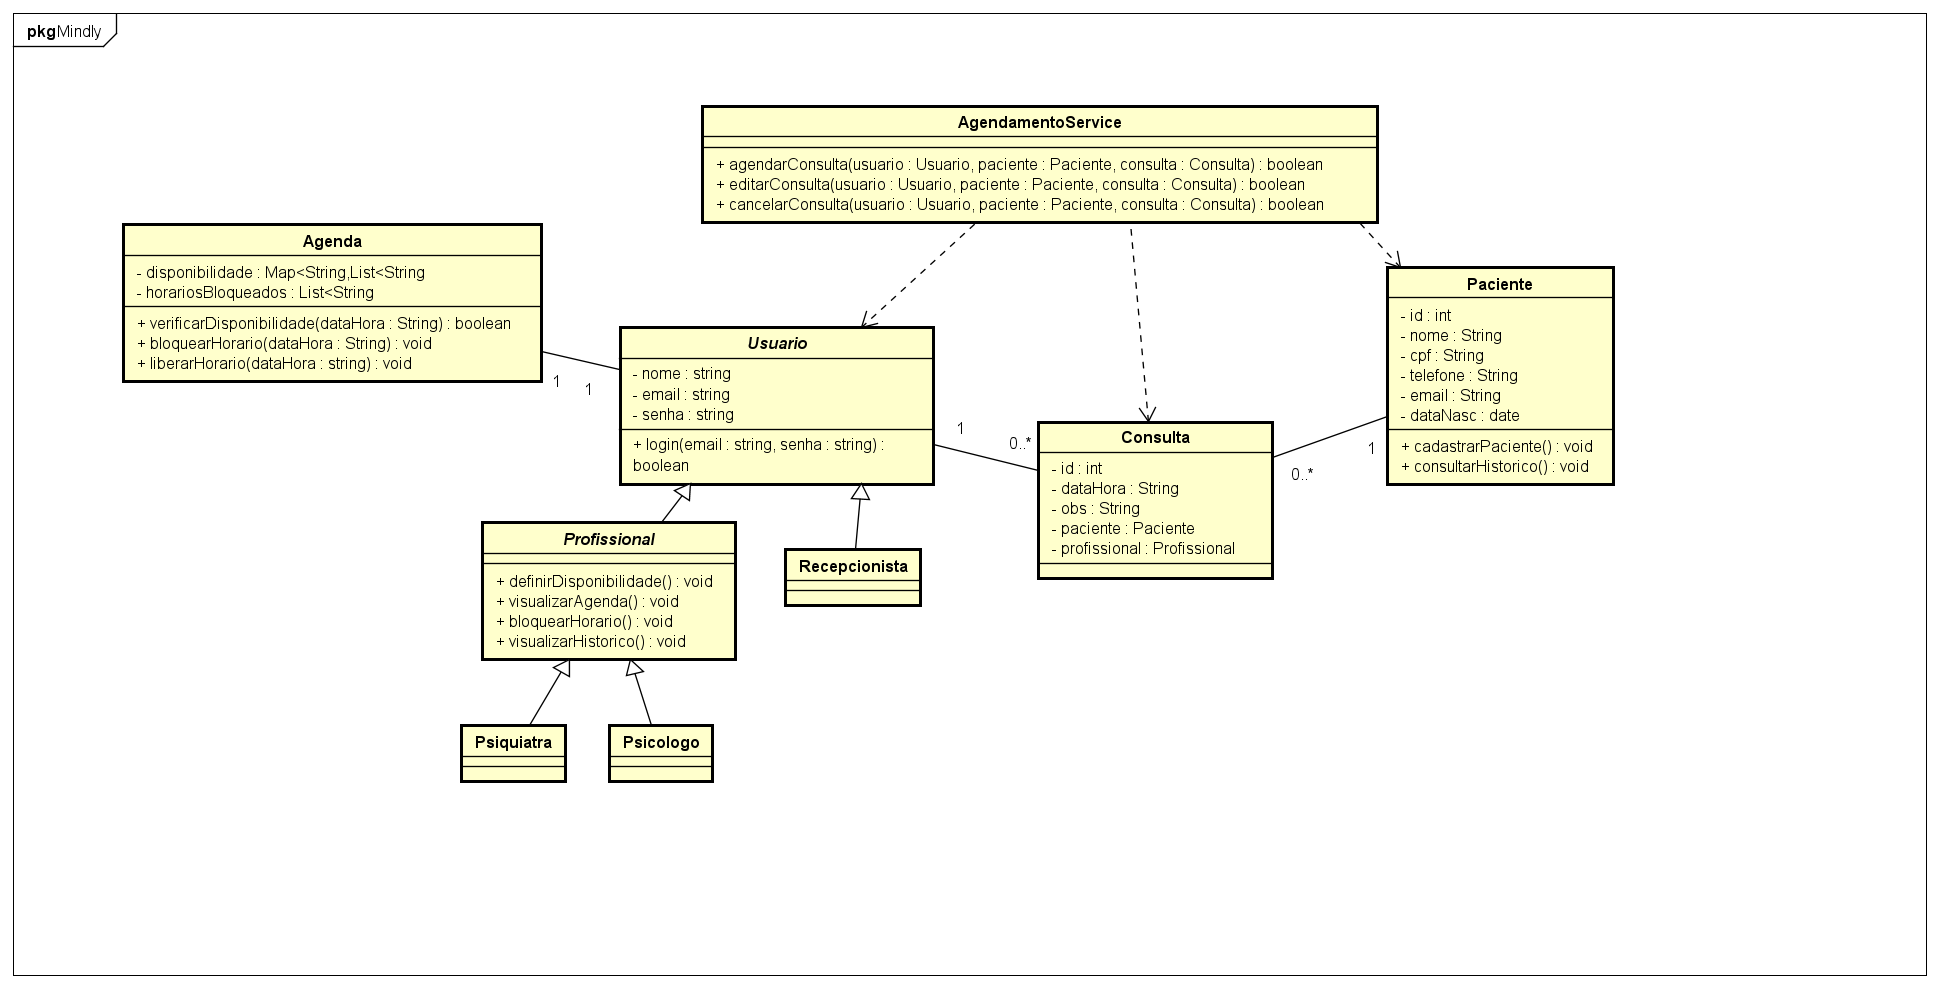 pkgMindly
AgendamentoService
+ agendarConsulta(usuario : Usuario, paciente : Paciente, consulta : Consulta) : boolean
+ editarConsulta(usuario : Usuario, paciente : Paciente, consulta : Consulta) : boolean
+ cancelarConsulta(usuario : Usuario, paciente : Paciente, consulta : Consulta) : boolean
Agenda
- disponibilidade : Map<String,List<String
- horariosBloqueados : List<String
+ verificarDisponibilidade(dataHora : String) : boolean
+ bloquearHorario(dataHora : String) : void
+ liberarHorario(dataHora : string) : void
1
1
Usuario
- nome : string
- email : string
- senha : string
+ login(email : string, senha : string) :
boolean
1
0..*
Consulta
- id : int
- dataHora : String
- obs : String
- paciente : Paciente
- profissional : Profissional
0..*
1
Paciente
- id : int
- nome : String
- cpf : String
- telefone : String
- email : String
- dataNasc : date
+ cadastrarPaciente() : void
+ consultarHistorico() : void
Profissional
+ definirDisponibilidade() : void
+ visualizarAgenda() : void
+ bloquearHorario() : void
+ visualizarHistorico() : void
Recepcionista
Psiquiatra
Psicologo